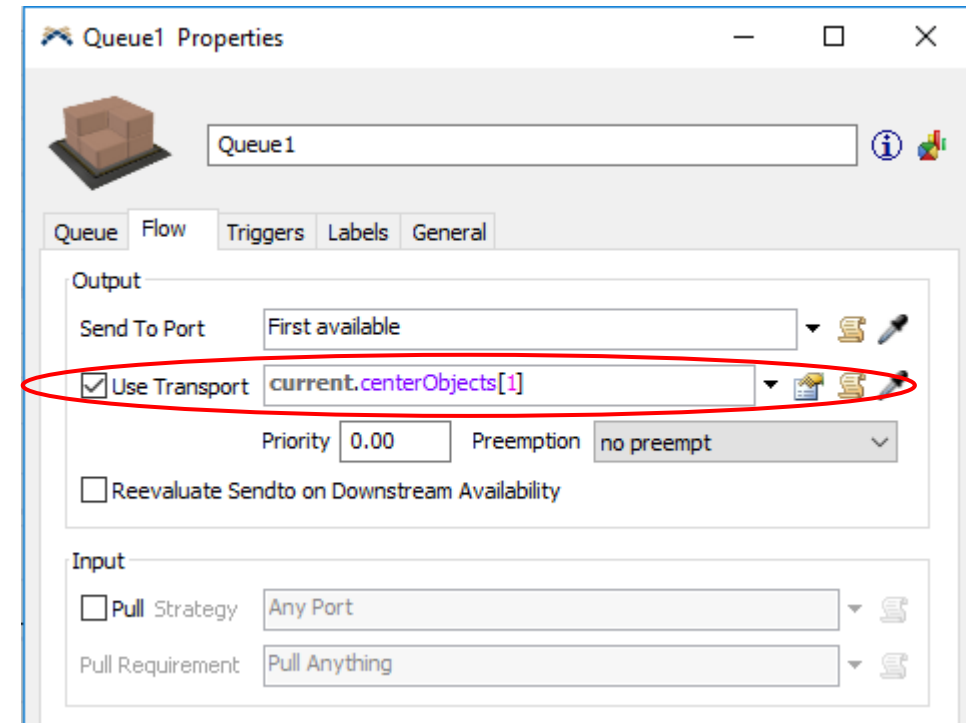 Queue1 Properties
Queue1
Queue Flow Triggers Labels General
Output
Send To Port First available
Use Transport current.centerObjects[1]
Priority 0.00 Preemption no preempt
Reevaluate Sendto on Downstream Availability
Input
Pull Strategy Any Port
Pull Requirement Pull Anything